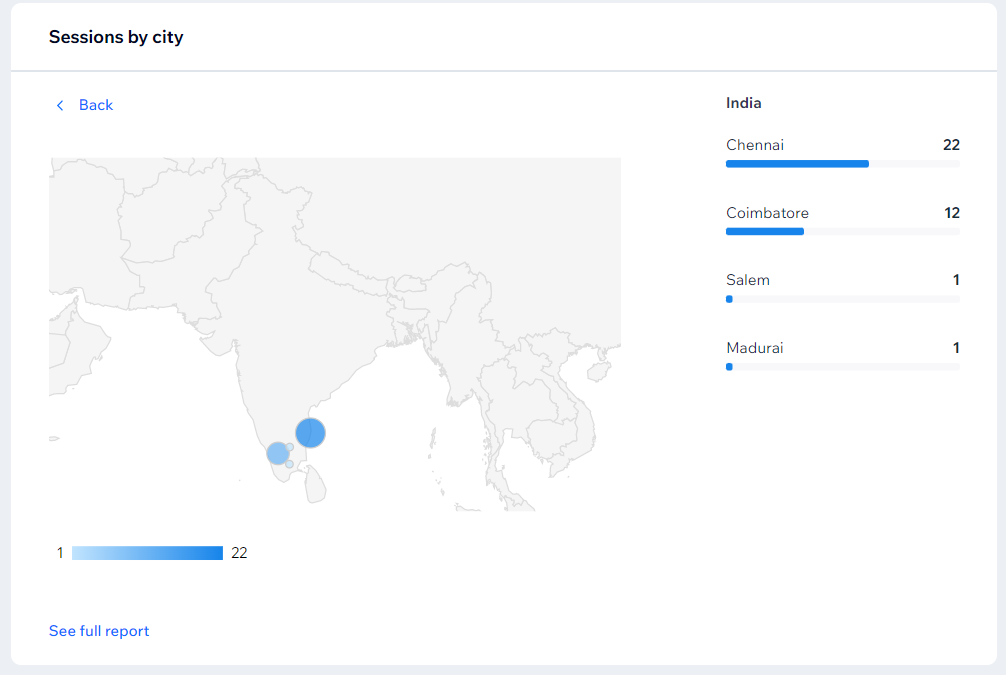 Sessions by city
Back
India
Chennai 22
Coimbatore 12
Salem 1
Madurai 1
1 22
See full report